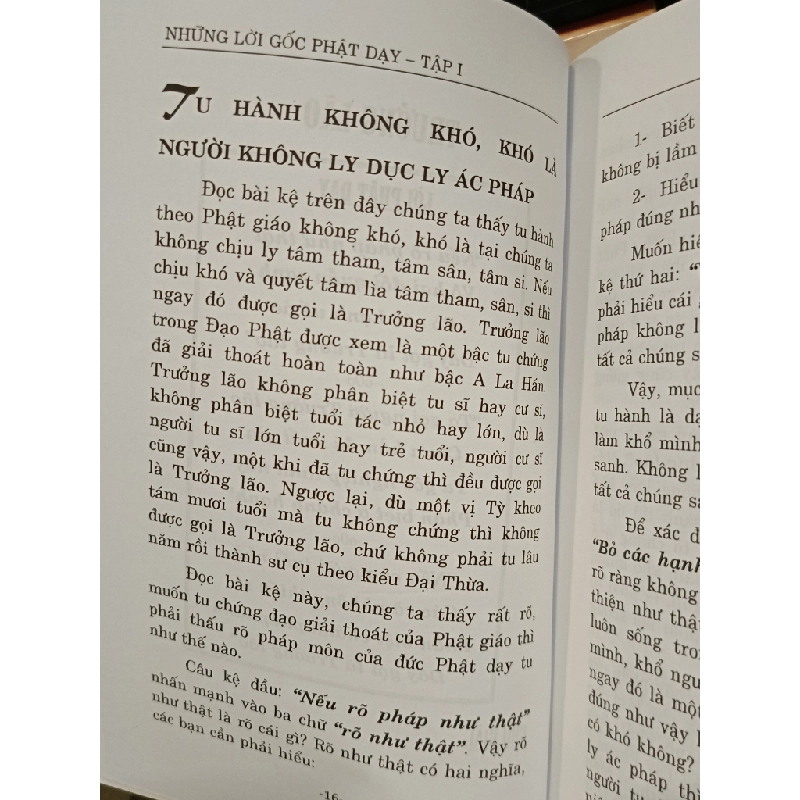 NHỮNG LỜI GỐC PHẬT DẠY – TẬP I
TU HÀNH KHÔNG KHÓ, KHÓ LÀ
NGƯỜI KHÔNG LY DỤC LY ÁC PHÁP
Đọc bài kệ trên đây chúng ta thấy tu hành
theo Phật giáo không khó, khó là tại chúng ta
không chịu ly tâm tham, tâm sân, tâm si. Nếu
chịu khó và quyết tâm lìa tâm tham, sân, si thì
ngay đó được gọi là Trưởng lão. Trưởng lão
trong Đạo Phật được xem là một bậc tu chứng
đã giải thoát hoàn toàn như bậc A La Hán.
Trưởng lão không phân biệt tu sĩ hay cư sĩ,
không phân biệt tuổi tác nhỏ hay lớn, dù là
người tu sĩ lớn tuổi hay trẻ tuổi, người cư sĩ
cũng vậy, một khi đã tu chứng thì đều được gọi
là Trưởng lão. Ngược lại, dù một vị Tỳ kheo
tám mươi tuổi mà tu không chứng thì không
được gọi là Trưởng lão, chứ không phải tu lâu
năm rồi thành sư cụ theo kiểu Đại Thừa.
Đọc bài kệ này, chúng ta thấy rất rõ,
muốn tu chứng đạo giải thoát của Phật giáo thì
phải thấu rõ pháp môn của đức Phật dạy tu
như thế nào.
Câu kệ đầu: "Nếu rõ pháp như thật"
nhấn mạnh vào ba chữ "rõ như thật". Vậy rõ
như thật là rõ cái gì? Rõ như thật có hai nghĩa,
các bạn cần phải hiểu:
-16-
1- Biết
không bị lầm
2- Hiểu
pháp đúng nh
Muốn hiể
kệ thứ hai: "
phải hiểu cái
pháp không l
tất cả chúng s
Vậy, mục
tu hành là dạ
làm khổ mình
sanh. Không l
tất cả chúng sa
Để xác đ
"Bỏ các hạnh
rõ ràng không
thiện như thậ
luôn sống tro
mình, khổ ngu
ngay đó là một
đúng như vậy l
có khó không?
ly ác pháp thì
người tu